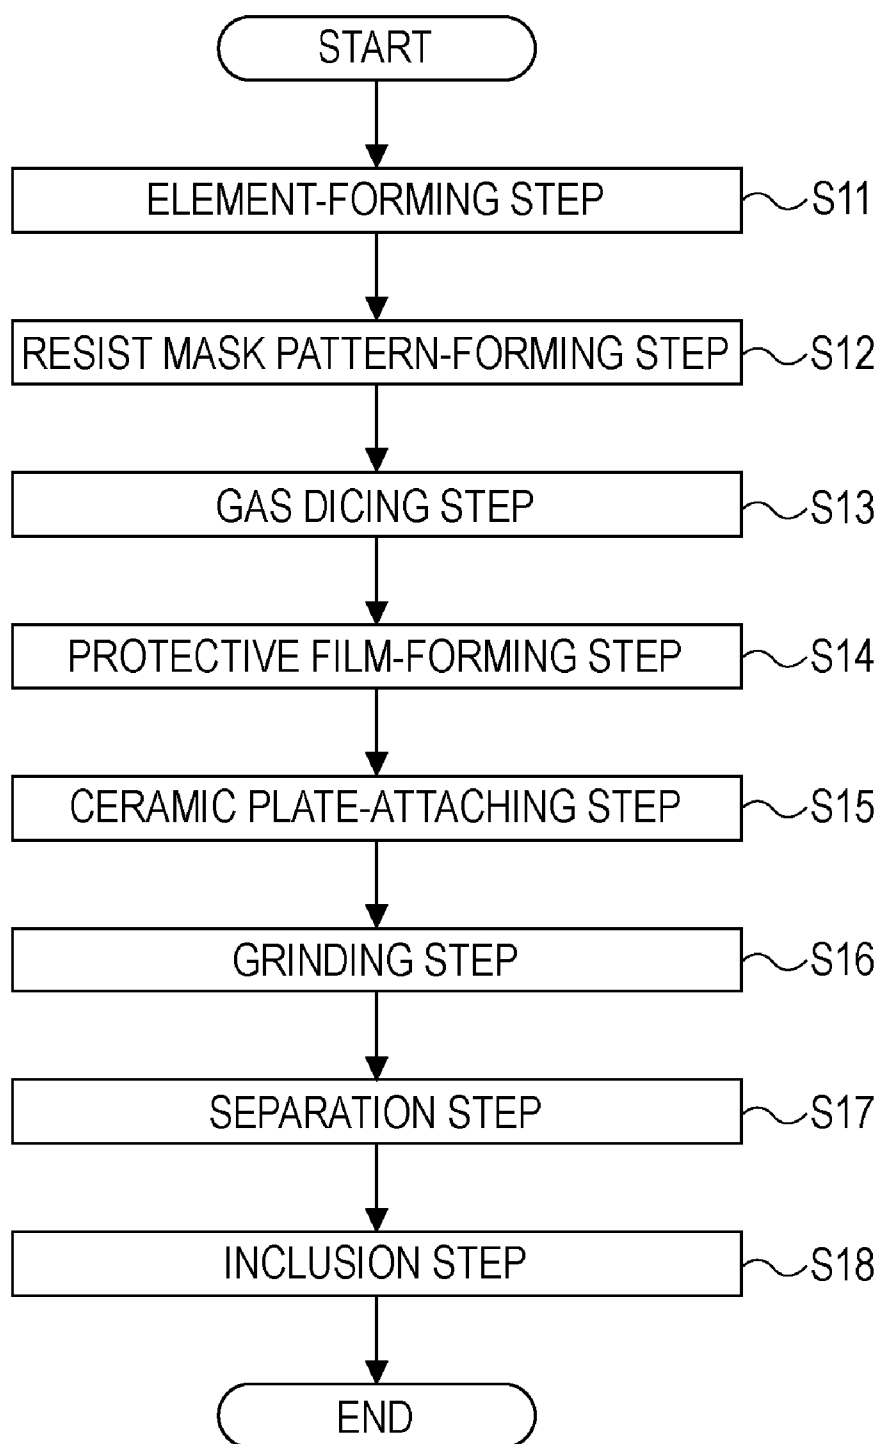 START
ELEMENT-FORMING STEP S11
RESIST MASK PATTERN-FORMING STEP S12
GAS DICING STEP S13
PROTECTIVE FILM-FORMING STEP S14
CERAMIC PLATE-ATTACHING STEP S15
GRINDING STEP S16
SEPARATION STEP S17
INCLUSION STEP S18
END